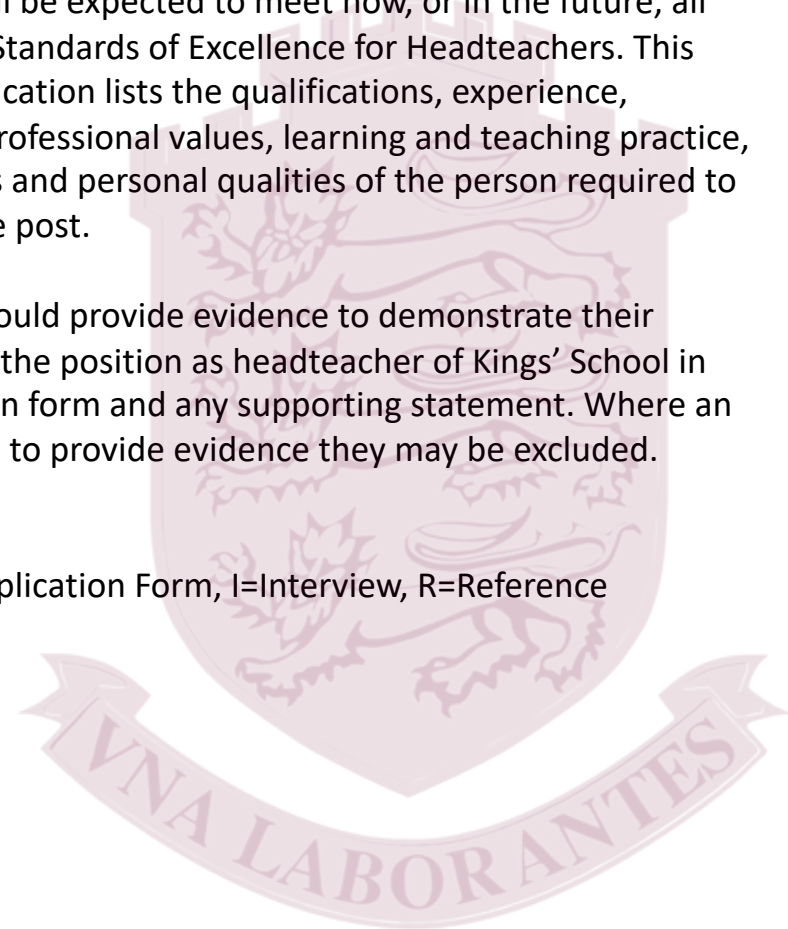 be expected to meet now, or in the future, all
Standards of Excellence for Headteachers. This
ication lists the qualifications, experience,
rofessional values, learning and teaching practice,
s and personal qualities of the person required to
e post.
ould provide evidence to demonstrate their
the position as headteacher of Kings’ School in
n form and any supporting statement. Where an
to provide evidence they may be excluded.
plication Form, I=Interview, R=Reference
VNA LABORANTES